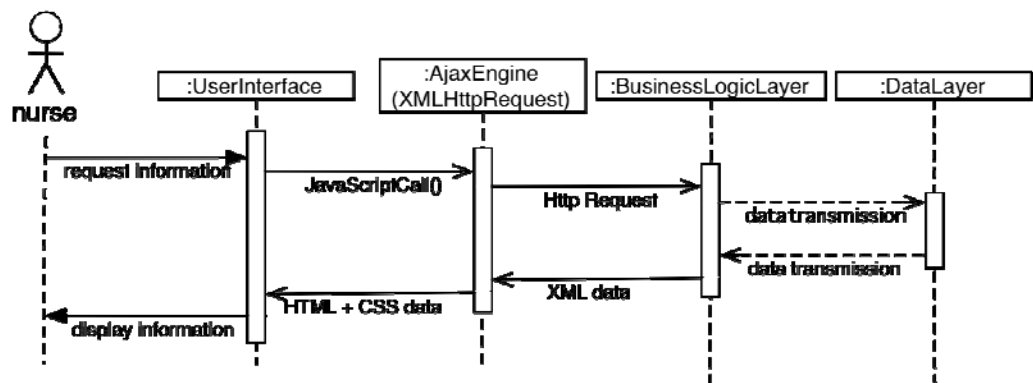 nurse
:UserInterface
:AjaxEngine
(XMLHttpRequest)
:BusinessLogicLayer
:DataLayer
request information
JavaScriptCall()
Http Request
data transmission
data transmission
XML data
HTML + CSS data
display information